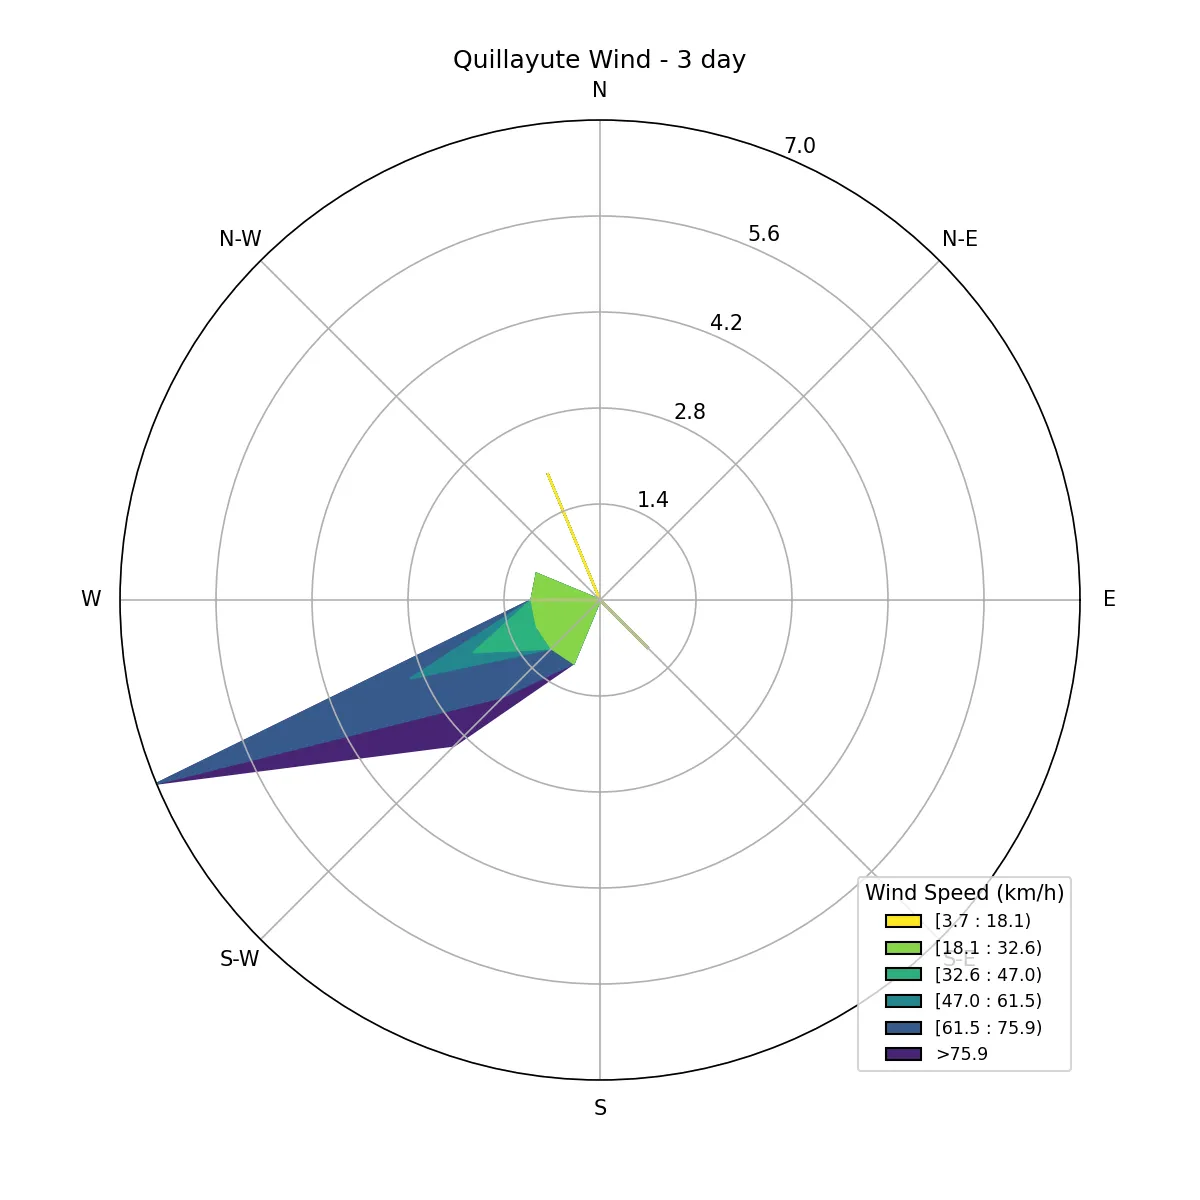 Quillayute Wind - 3 day
N
7.0
N-W
5.6
N-E
4.2
2.8
1.4
W
E
S-W
S-E
Wind Speed (km/h)
[3.7 : 18.1)
[18.1 : 32.6)
[32.6 : 47.0)
[47.0 : 61.5)
[61.5 : 75.9)
>75.9
S